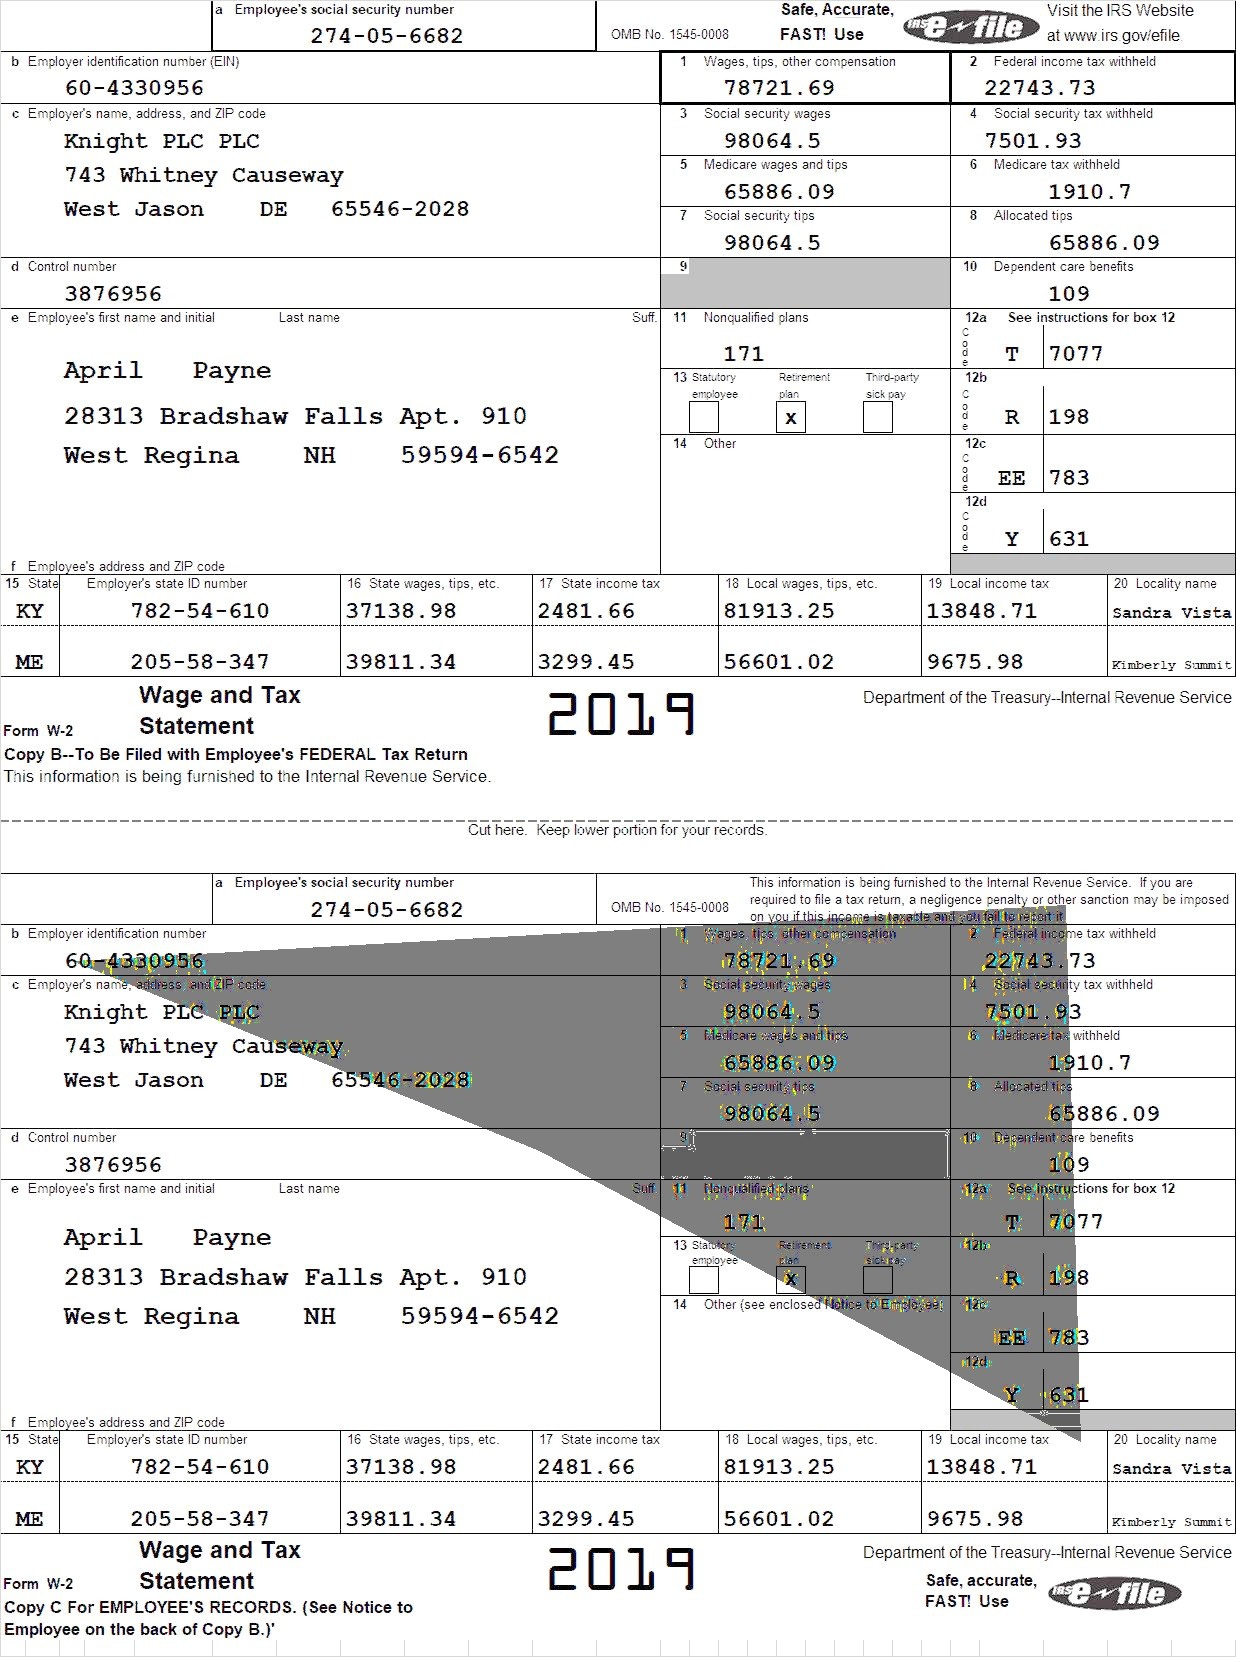 a Employee's social security number
274-05-6682
OMB No. 1545-0008
Safe, Accurate,
FAST! Use
IRS e-file
Visit the IRS Website
at www.irs.gov/efile
b Employer identification number (EIN)
60-4330956
1 Wages, tips, other compensation
78721.69
2 Federal income tax withheld
22743.73
c Employer's name, address, and ZIP code
Knight PLC PLC
743 Whitney Causeway
West Jason DE 65546-2028
3 Social security wages
98064.5
4 Social security tax withheld
7501.93
5 Medicare wages and tips
65886.09
6 Medicare tax withheld
1910.7
7 Social security tips
98064.5
8 Allocated tips
65886.09
d Control number
3876956
9
10 Dependent care benefits
109
e Employee's first name and initial Last name Suff.
April Payne
28313 Bradshaw Falls Apt. 910
West Regina NH 59594-6542
11 Nonqualified plans
171
12a See instructions for box 12
Code T 7077
13 Statutory employee Retirement plan Third-party sick pay
x
12b
Code R 198
14 Other
12c
Code EE 783
12d
Code Y 631
f Employee's address and ZIP code
15 State Employer's state ID number 16 State wages, tips, etc. 17 State income tax 18 Local wages, tips, etc. 19 Local income tax 20 Locality name
KY 782-54-610 37138.98 2481.66 81913.25 13848.71 Sandra Vista
ME 205-58-347 39811.34 3299.45 56601.02 9675.98 Kimberly Summit
Wage and Tax
Statement
Form W-2
2019
Department of the Treasury--Internal Revenue Service
Copy B--To Be Filed with Employee's FEDERAL Tax Return
This information is being furnished to the Internal Revenue Service.
Cut here. Keep lower portion for your records.
a Employee's social security number
274-05-6682
OMB No. 1545-0008
This information is being furnished to the Internal Revenue Service. If you are
required to file a tax return, a negligence penalty or other sanction may be imposed
on you if this income is taxable and you fail to report it
b Employer identification number
60-4330956
1 Wages, tips, other compensation
78721.69
2 Federal income tax withheld
22743.73
c Employer's name, address, and ZIP code
Knight PLC PLC
743 Whitney Causeway
West Jason DE 65546-2028
3 Social security wages
98064.5
4 Social security tax withheld
7501.93
5 Medicare wages and tips
65886.09
6 Medicare tax withheld
1910.7
7 Social security tips
98064.5
8 Allocated tips
65886.09
d Control number
3876956
9
10 Dependent care benefits
109
e Employee's first name and initial Last name Suff
April Payne
28313 Bradshaw Falls Apt. 910
West Regina NH 59594-6542
11 Nonqualified plans
171
12a See instructions for box 12
T 7077
13 Statutory employee Retirement plan Third-party sick pay
x
12b
R 198
14 Other (see enclosed Notice to Employee)
12c
EE 783
12d
Y 631
f Employee's address and ZIP code
15 State Employer's state ID number 16 State wages, tips, etc. 17 State income tax 18 Local wages, tips, etc. 19 Local income tax 20 Locality name
KY 782-54-610 37138.98 2481.66 81913.25 13848.71 Sandra Vista
ME 205-58-347 39811.34 3299.45 56601.02 9675.98 Kimberly Summit
Wage and Tax
Statement
Form W-2
2019
Department of the Treasury--Internal Revenue Service
Safe, accurate,
FAST! Use
IRS e-file
Copy C For EMPLOYEE'S RECORDS. (See Notice to
Employee on the back of Copy B.)'